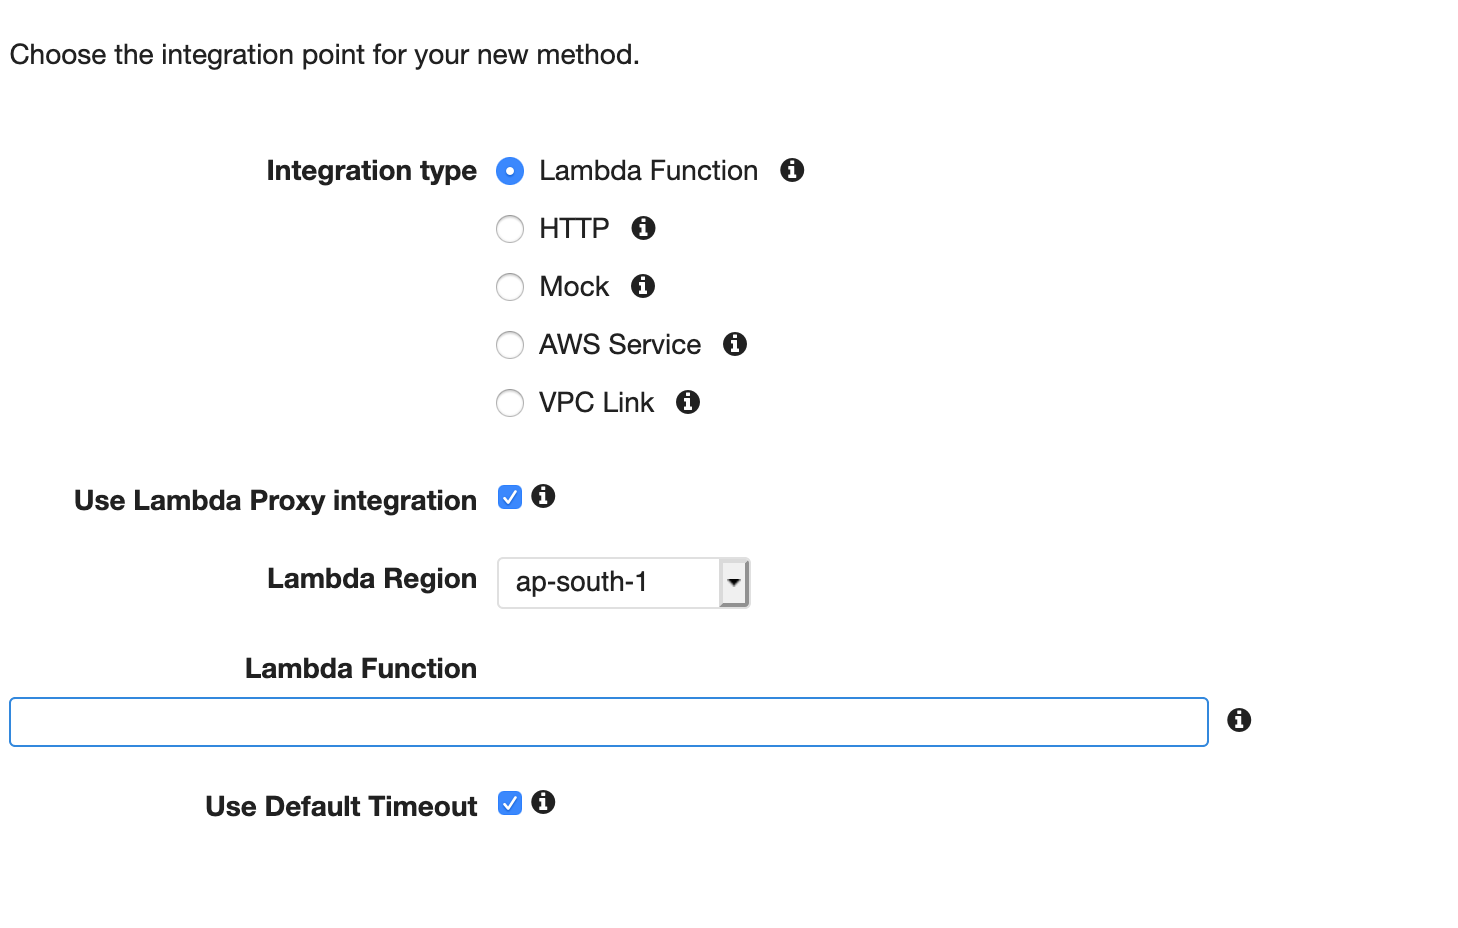 Choose the integration point for your new method.
Integration type Lambda Function
HTTP
Mock
AWS Service
VPC Link
Use Lambda Proxy integration
Lambda Region ap-south-1
Lambda Function
Use Default Timeout